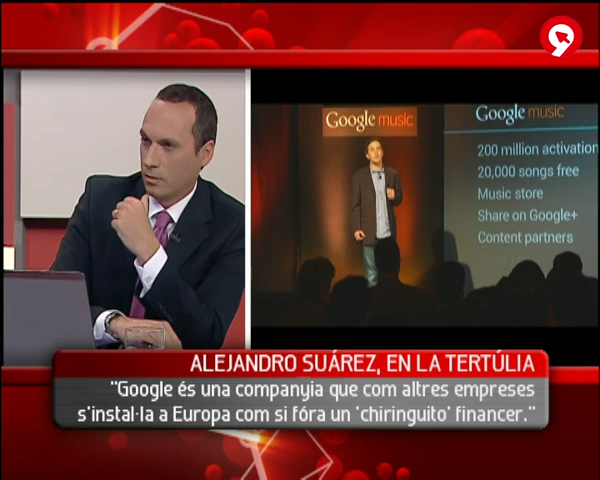 9
Google music
Google music
200 million activation
20,000 songs free
Music store
Share on Google+
Content partners
ALEJANDRO SUÁREZ, EN LA TERTÚLIA
"Google és una companyia que com altres empreses
s'instal·la a Europa com si fóra un 'chiringuito' financer."